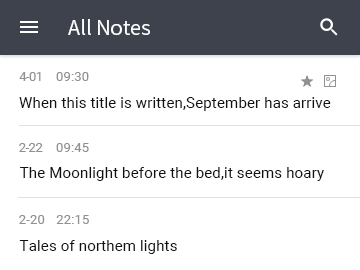 All Notes
4-01 09:30
When this title is written,September has arrive
2-22 09:45
The Moonlight before the bed,it seems hoary
2-20 22:15
Tales of northem lights